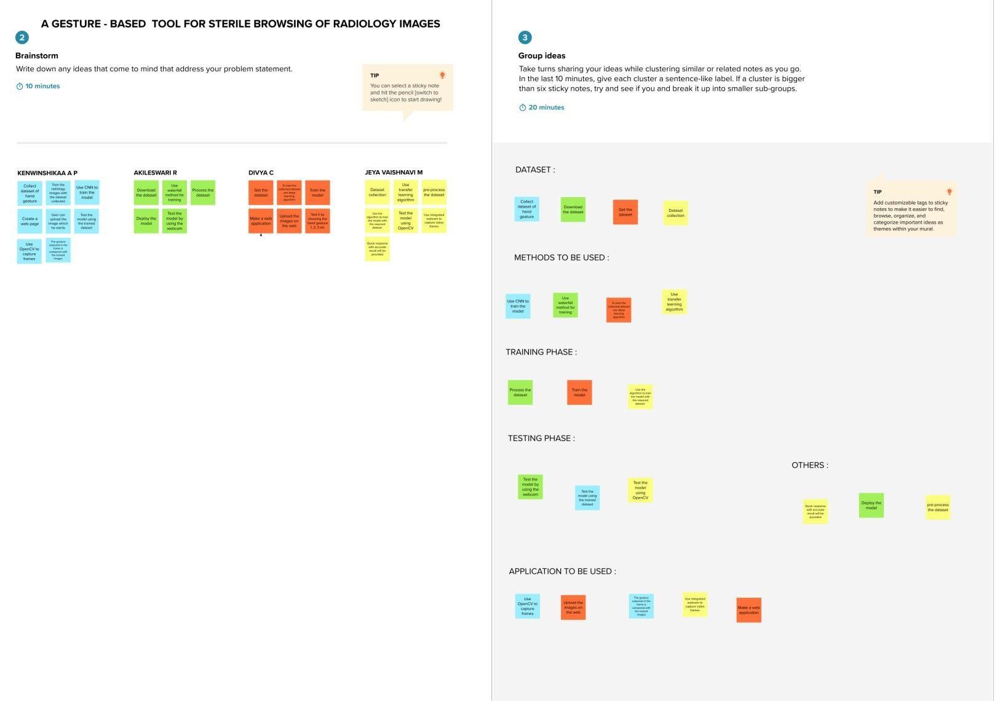 A GESTURE - BASED  TOOL FOR STERILE BROWSING OF RADIOLOGY IMAGES
2
Brainstorm
Write down any ideas that come to mind that address your problem statement.
10 minutes
TIP
You can select a sticky note
and hit the pencil [switch to
sketch] icon to start drawing!
KENWINSHIKAA A P
Collect
dataset of
hand
geature
Train the
radiology
images with
the dataset
collected
Use CNN to
train the
model
Create a
web page
User can
upload the
image which
he wants
Test the
model using
the trained
dataset
Use
OpenCV to
capture
frames
The gesture
captured in the
frame is
compared with
the trained
images
AKILESWARI R
Download
the dataset
Use
waterfall
method for
training
Process the
dataset
Deploy the
model
Test the
model by
using the
webcam
DIVYA C
Get the
dataset
To train the
collected dataset
use deep
learning
algorithm
Train the
model
Make a web
application
Upload the
images on
the web
Test it by
showing the
hand gesture
1, 2, 3 etc
JEYA VAISHNAVI M
Dataset
collection
Use
transfer
learning
algorithm
pre-process
the dataset
Use the
algorithm to train
the model with
the required
dataset
Test the
model
using
OpenCV
Use integrated
webcam to
capture video
frames
Quick response
with accurate
result will be
provided
3
Group ideas
Take turns sharing your ideas while clustering similar or related notes as you go.
In the last 10 minutes, give each cluster a sentence-like label. If a cluster is bigger
than six sticky notes, try and see if you and break it up into smaller sub-groups.
20 minutes
DATASET :
Collect
dataset of
hand
geature
Download
the dataset
Get the
dataset
Dataset
collection
TIP
Add customizable tags to sticky
notes to make it easier to find,
browse, organize, and
categorize important ideas as
themes within your mural.
METHODS TO BE USED :
Use CNN to
train the
model
Use
waterfall
method for
training
To train the
collected dataset
use deep
learning
algorithm
Use
transfer
learning
algorithm
TRAINING PHASE :
Process the
dataset
Train the
model
Use the
algorithm to train
the model with
the required
dataset
TESTING PHASE :
Test the
model by
using the
webcam
Test the
model using
the trained
dataset
Test the
model
using
OpenCV
OTHERS :
Quick response
with accurate
result will be
provided
Deploy the
model
pre-process
the dataset
APPLICATION TO BE USED :
Use
OpenCV to
capture
frames
Upload the
images on
the web
The gesture
captured in the
frame is
compared with
the trained
images
Use integrated
webcam to
capture video
frames
Make a web
application